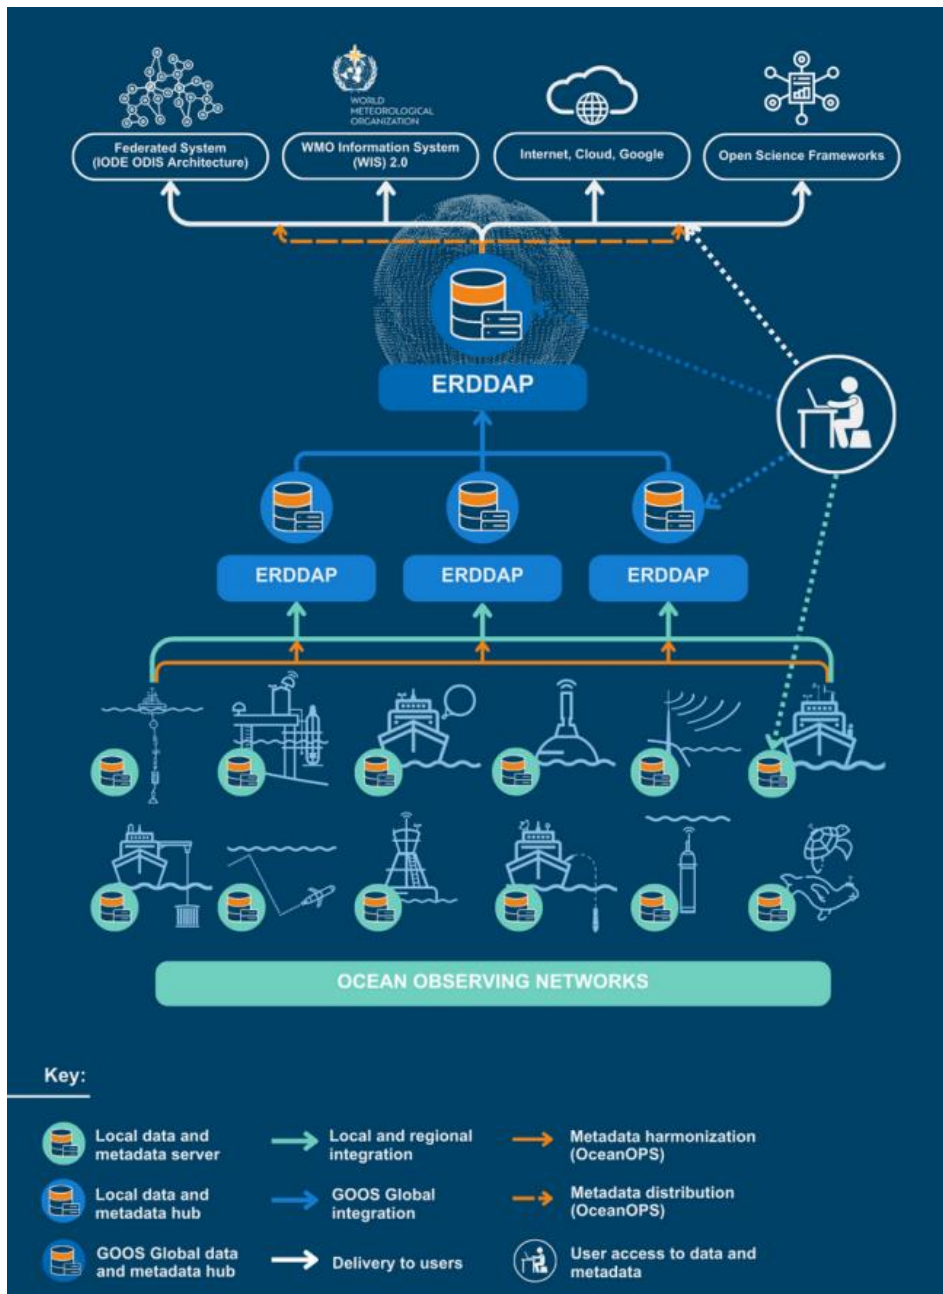 WORLD
METEOROLOGICAL
ORGANIZATION
Federated System
(IODE ODIS Architecture)
WMO Information System
(WIS) 2.0
Internet, Cloud, Google
Open Science Frameworks
ERDDAP
ERDDAP
ERDDAP
ERDDAP
OCEAN OBSERVING NETWORKS
Key:
Local data and
metadata server
Local and regional
integration
Metadata harmonization
(OceanOPS)
Local data and
metadata hub
GOOS Global
integration
Metadata distribution
(OceanOPS)
GOOS Global data
and metadata hub
Delivery to users
User access to data and
metadata